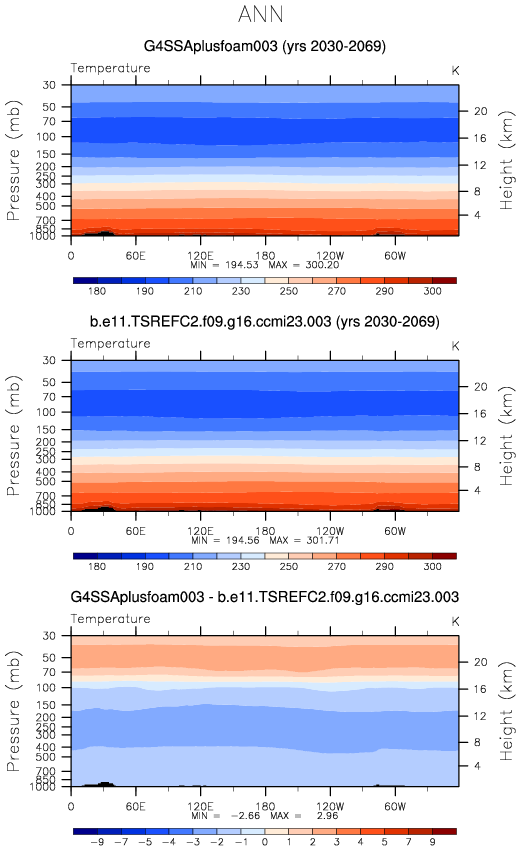 ANN
G4SSAplusfoam003 (yrs 2030-2069)
Temperature K
Pressure (mb)
30
50
70
100
150
200
250
300
400
500
700
850
1000
Height (km)
20
16
12
8
4
0 60E 120E 180 120W 60W
MIN = 194.53 MAX = 300.20
180 190 210 230 250 270 290 300
b.e11.TSREFC2.f09.g16.ccmi23.003 (yrs 2030-2069)
Temperature K
Pressure (mb)
30
50
70
100
150
200
250
300
400
500
700
850
1000
Height (km)
20
16
12
8
4
0 60E 120E 180 120W 60W
MIN = 194.56 MAX = 301.71
180 190 210 230 250 270 290 300
G4SSAplusfoam003 - b.e11.TSREFC2.f09.g16.ccmi23.003
Temperature K
Pressure (mb)
30
50
70
100
150
200
250
300
400
500
700
850
1000
Height (km)
20
16
12
8
4
0 60E 120E 180 120W 60W
MIN = -2.66 MAX = 2.96
-9 -7 -5 -4 -3 -2 -1 0 1 2 3 4 5 7 9